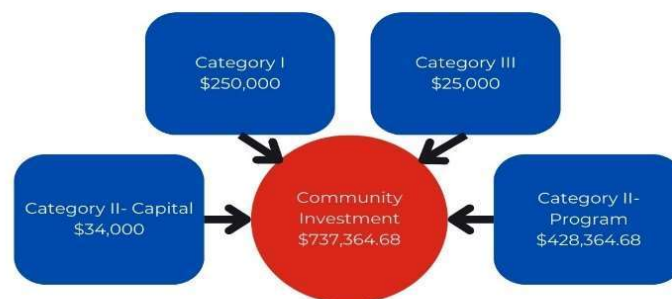 Category I
$250,000
Category III
$25,000
Category II- Capital
$34,000
Community
Investment
$737,364.68
Category II-
Program
$428,364.68